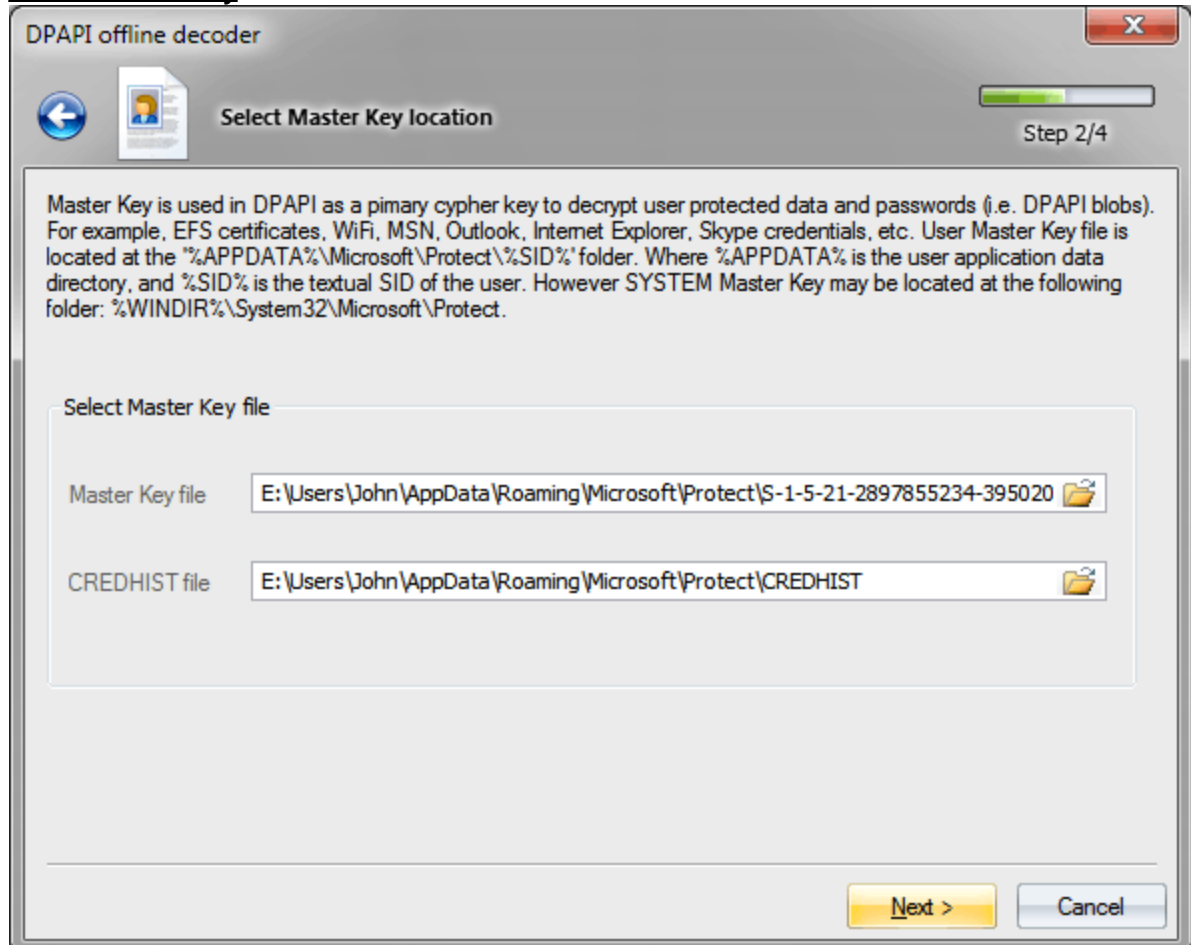 DPAPI offline decoder
Select Master Key location
Step 2/4
Master Key is used in DPAPI as a pimary cypher key to decrypt user protected data and passwords (i.e. DPAPI blobs).
For example, EFS certificates, WiFi, MSN, Outlook, Internet Explorer, Skype credentials, etc. User Master Key file is
located at the '%APPDATA%\Microsoft\Protect\%SID%' folder. Where %APPDATA% is the user application data
directory, and %SID% is the textual SID of the user. However SYSTEM Master Key may be located at the following
folder: %WINDIR%\System32\Microsoft\Protect.
Select Master Key file
Master Key file E:\Users\John\AppData\Roaming\Microsoft\Protect\S-1-5-21-2897855234-395020
CREDHIST file E:\Users\John\AppData\Roaming\Microsoft\Protect\CREDHIST
Next > Cancel